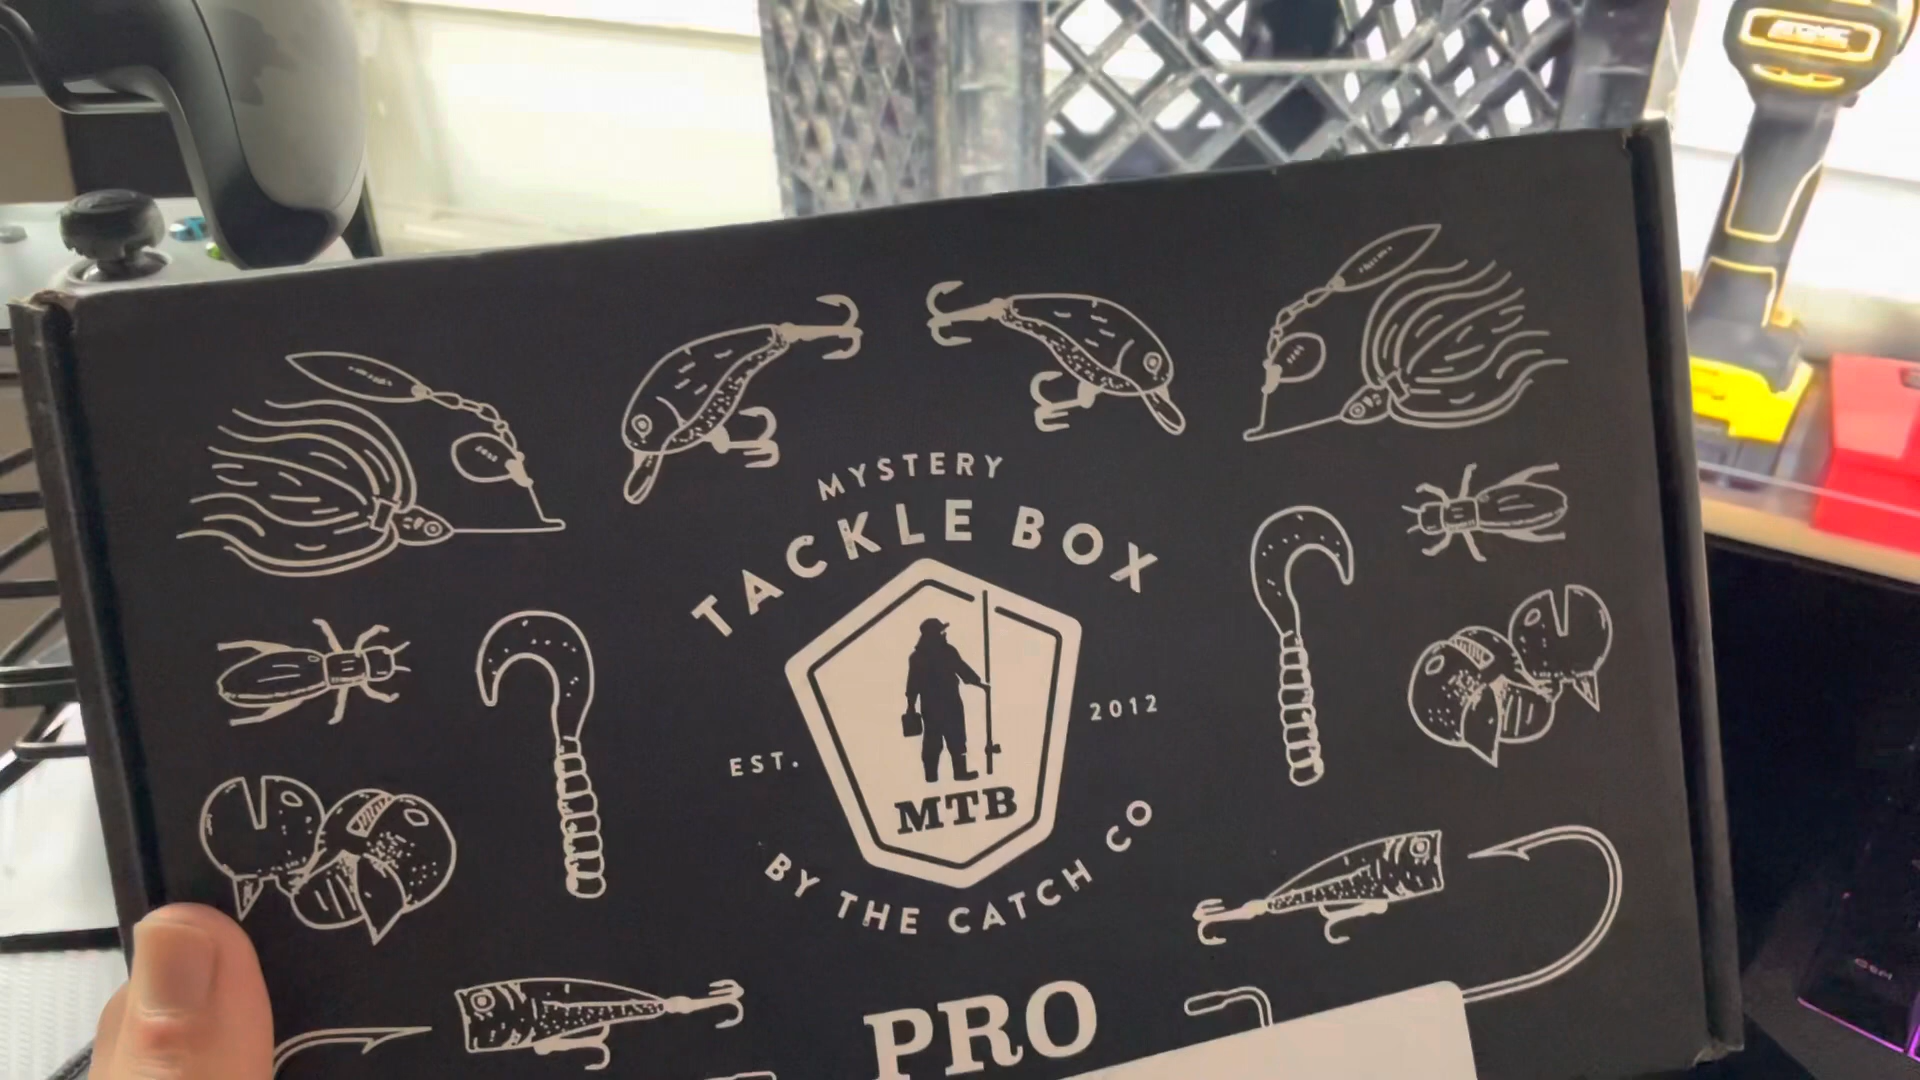 MYSTERY
TACKLE BOX
EST. 2012
MTB
BY THE CATCH CO
PRO